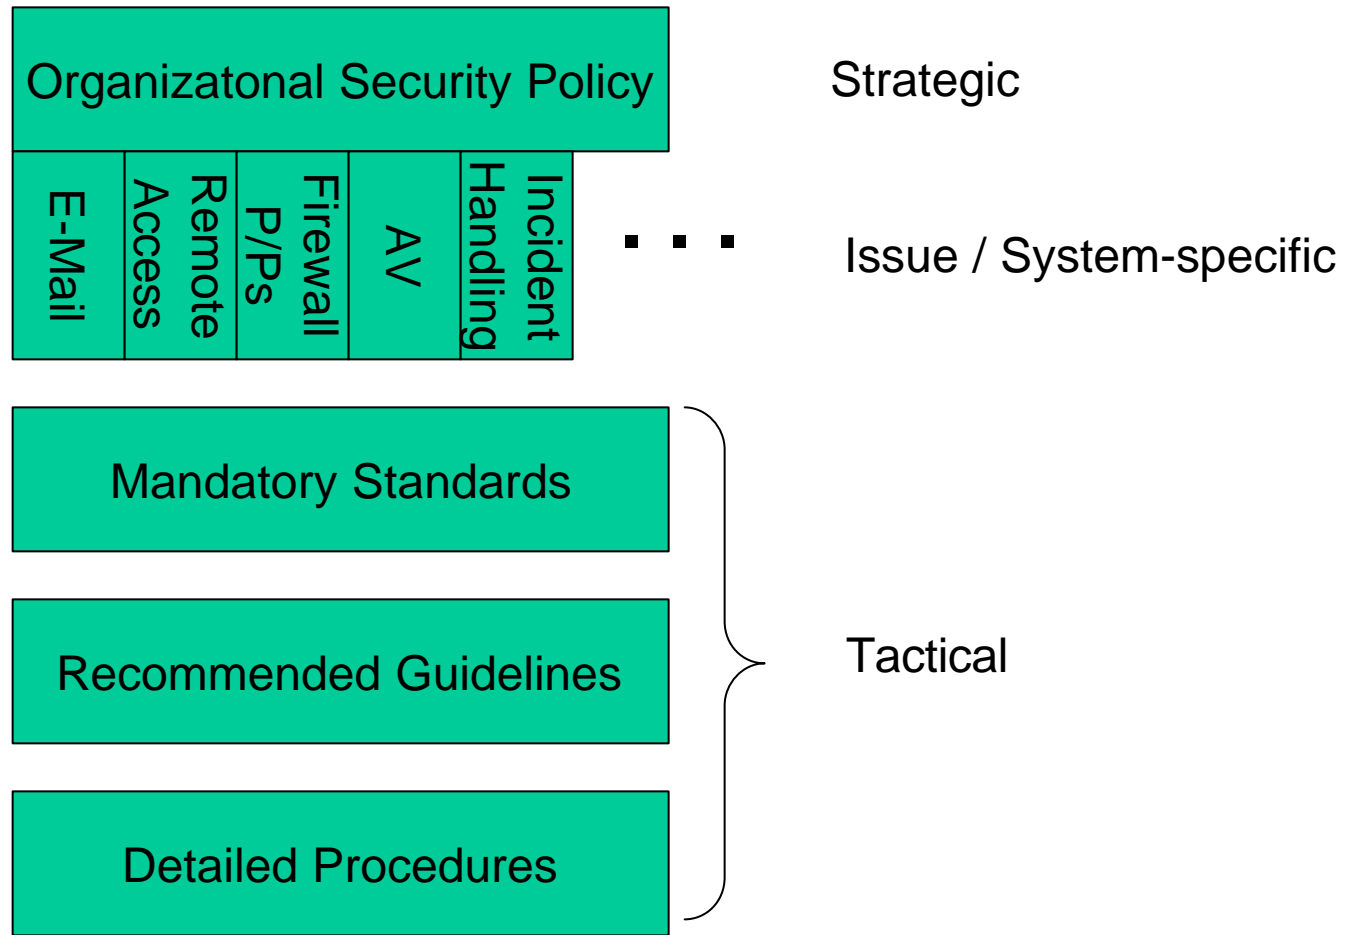 Organizatonal Security Policy
Strategic
E-Mail
Remote
Access
Firewall
P/Ps
AV
Incident
Handling
. . .
Issue / System-specific
Mandatory Standards
Recommended Guidelines
Tactical
Detailed Procedures